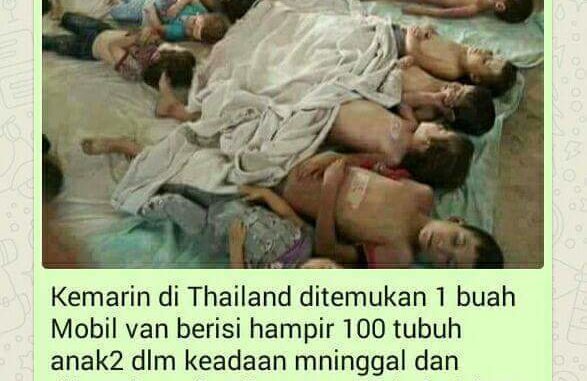 Kemarin di Thailand ditemukan 1 buah
Mobil van berisi hampir 100 tubuh
anak2 dlm keadaan mninggal dan